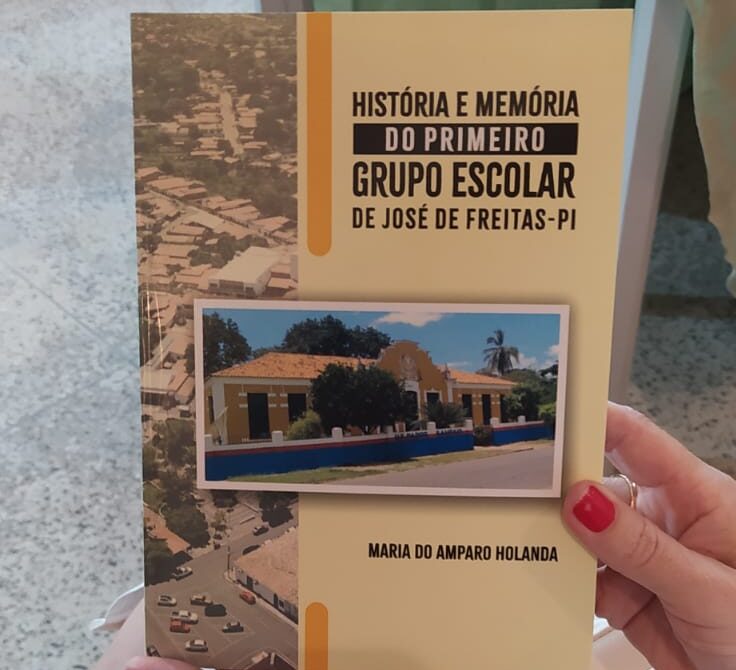 HISTÓRIA E MEMÓRIA
DO PRIMEIRO
GRUPO ESCOLAR
DE JOSÉ DE FREITAS-PI
MARIA DO AMPARO HOLANDA